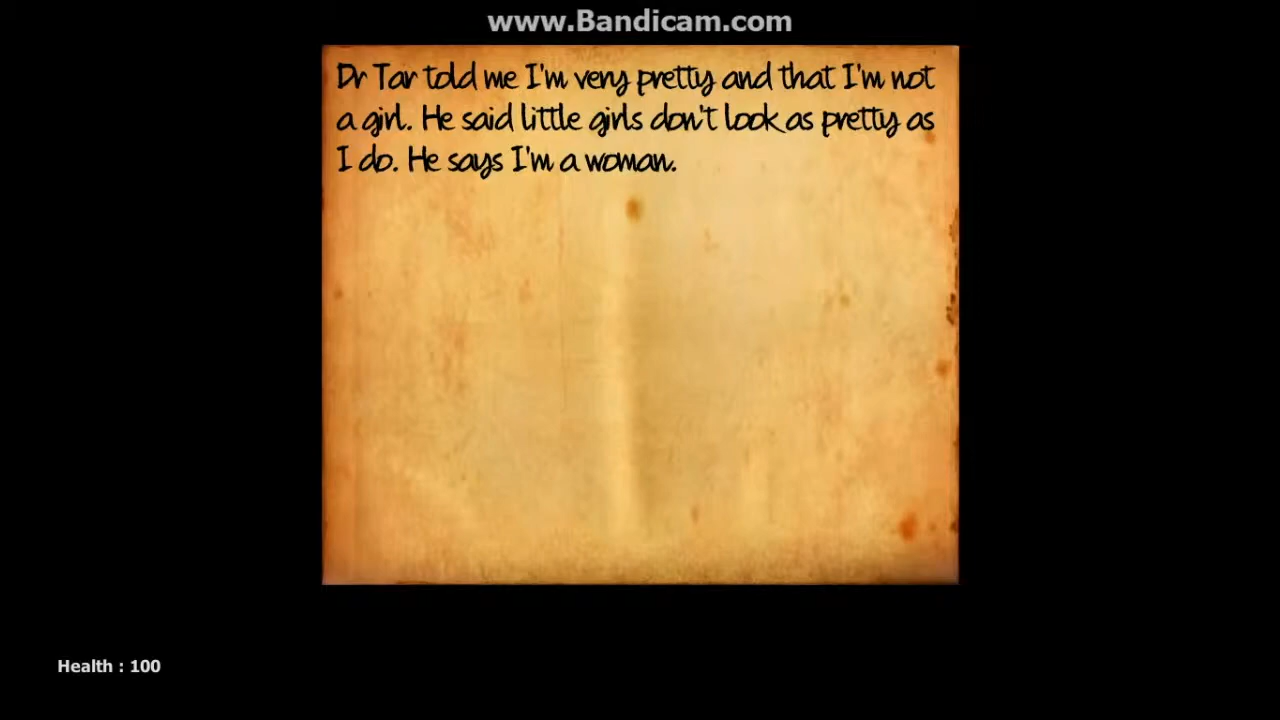 www.Bandicam.com
Dr Tar told me I'm very pretty and that I'm not
a girl. He said little girls don't look as pretty as
I do. He says I'm a woman.
Health : 100